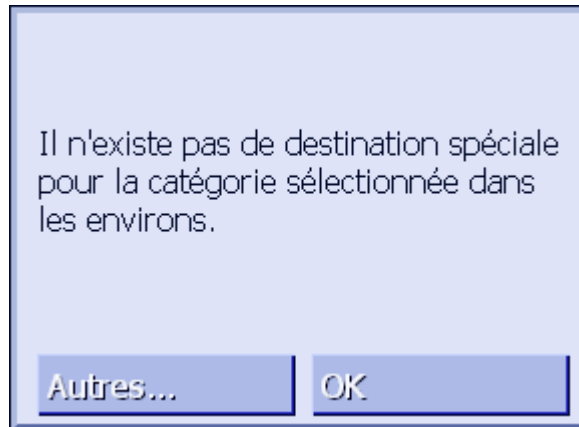 Il n'existe pas de destination spéciale
pour la catégorie sélectionnée dans
les environs.
Autres...
OK